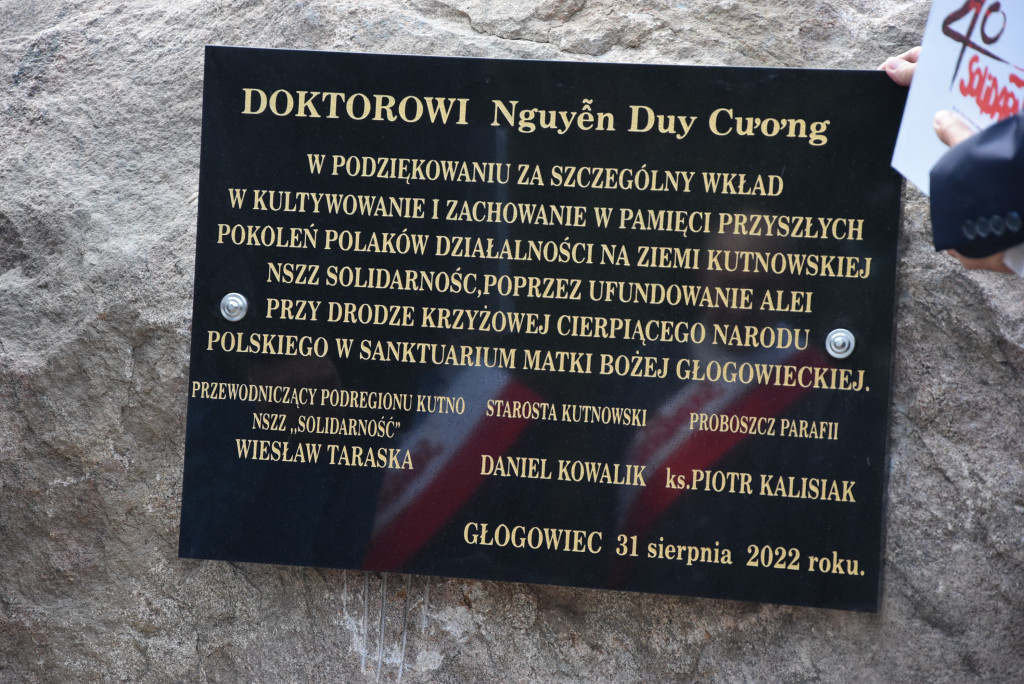 DOKTOROWI Nguyễn Duy Cương
W PODZIĘKOWANIU ZA SZCZEGÓLNY WKŁAD
W KULTYWOWANIE I ZACHOWANIE W PAMIĘCI PRZYSZŁYCH
POKOLEŃ POLAKÓW DZIAŁALNOŚCI NA ZIEMI KUTNOWSKIEJ
NSZZ SOLIDARNOŚC,POPRZEZ UFUNDOWANIE ALEI
PRZY DRODZE KRZYŻOWEJ CIERPIĄCEGO NARODU
POLSKIEGO W SANKTUARIUM MATKI BOŻEJ GŁOGOWIECKIEJ.
PRZEWODNICZĄCY PODREGIONU KUTNO
NSZZ ,,SOLIDARNOŚĆ"
WIESŁAW TARASKA
STAROSTA KUTNOWSKI
DANIEL KOWALIK
PROBOSZCZ PARAFII
ks.PIOTR KALISIAK
GŁOGOWIEC 31 sierpnia 2022 roku.
40